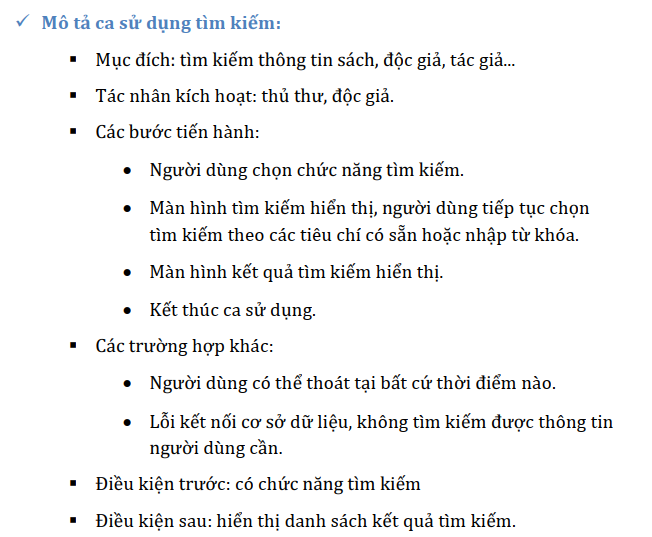 ✓ Mô tả ca sử dụng tìm kiếm:
▪ Mục đích: tìm kiếm thông tin sách, độc giả, tác giả...
▪ Tác nhân kích hoạt: thủ thư, độc giả.
▪ Các bước tiến hành:
• Người dùng chọn chức năng tìm kiếm.
• Màn hình tìm kiếm hiển thị, người dùng tiếp tục chọn
tìm kiếm theo các tiêu chí có sẵn hoặc nhập từ khóa.
• Màn hình kết quả tìm kiếm hiển thị.
• Kết thúc ca sử dụng.
▪ Các trường hợp khác:
• Người dùng có thể thoát tại bất cứ thời điểm nào.
• Lỗi kết nối cơ sở dữ liệu, không tìm kiếm được thông tin
người dùng cần.
▪ Điều kiện trước: có chức năng tìm kiếm
▪ Điều kiện sau: hiển thị danh sách kết quả tìm kiếm.